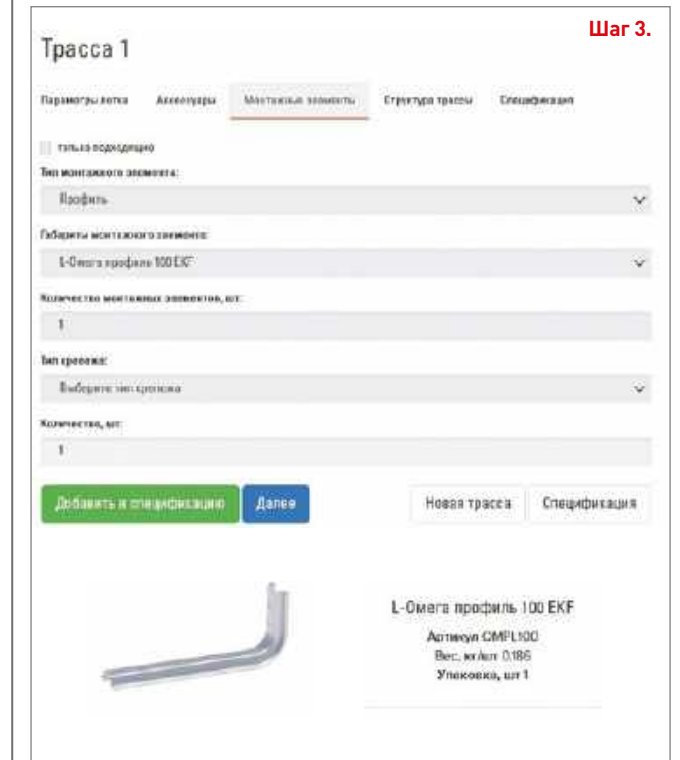 Шаг 3.
Трасса 1
Параметры лотка Аксессуары Монтажные элементы Структура трассы Спецификация
только подходящие
Тип монтажного элемента:
Профиль
Габариты монтажного элемента:
L-Омега профиль 100 EKF
Количество монтажных элементов, шт:
1
Тип крепежа:
Выберите тип крепежа
Количество, шт:
1
Добавить в спецификацию Далее Новая трасса Спецификация
L-Омега профиль 100 EKF
Артикул OMPL100
Вес, кг/шт 0.186
Упаковка, шт 1